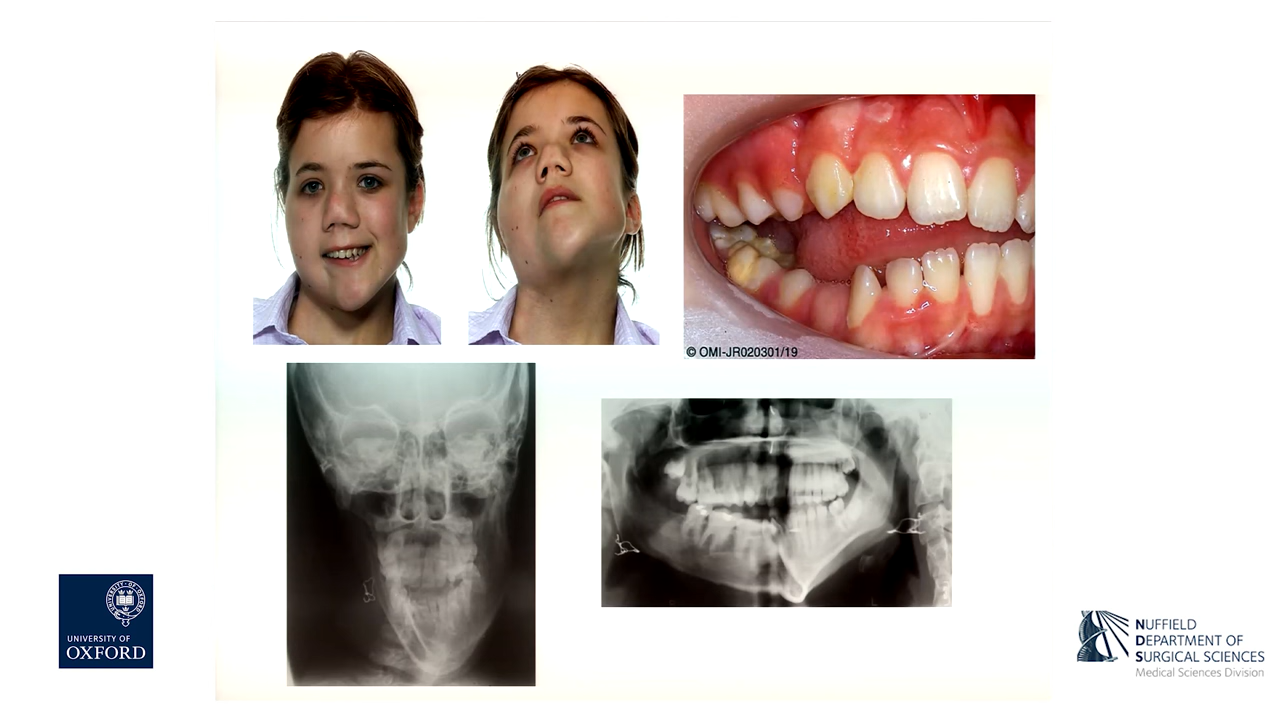 © OMI-JR020301/19
UNIVERSITY OF
OXFORD
NUFFIELD
DEPARTMENT OF
SURGICAL SCIENCES
Medical Sciences Division